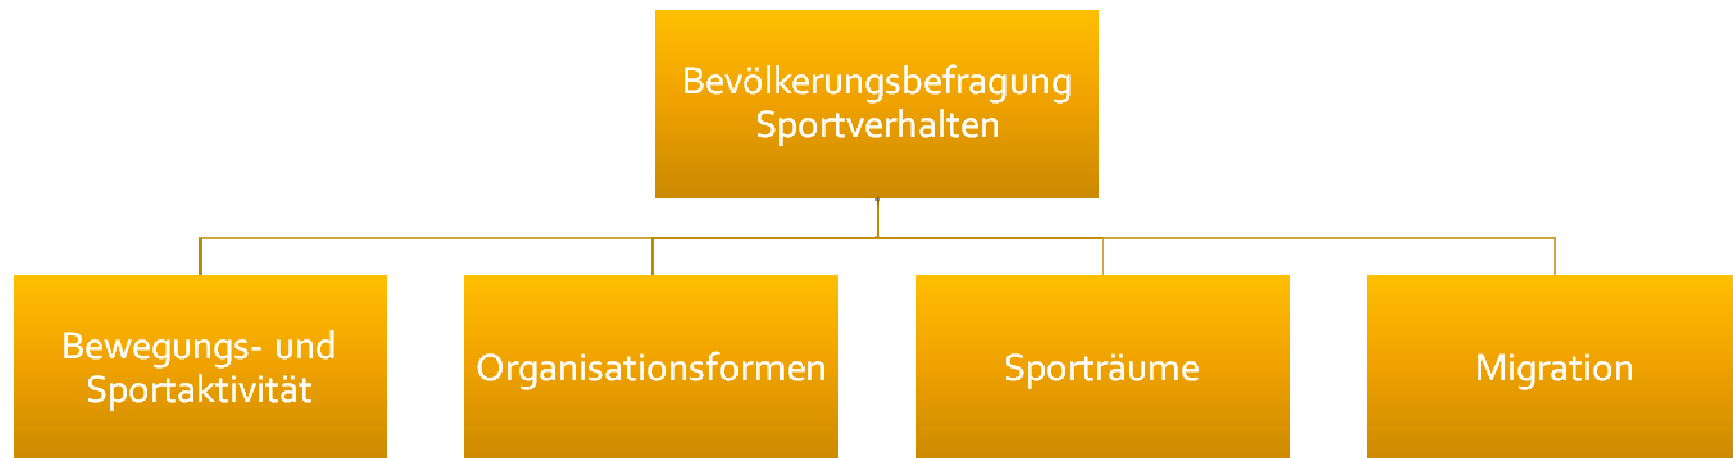 Bevölkerungsbefragung
Sportverhalten
Bewegungs- und
Sportaktivität
Organisationsformen
Sporträume
Migration